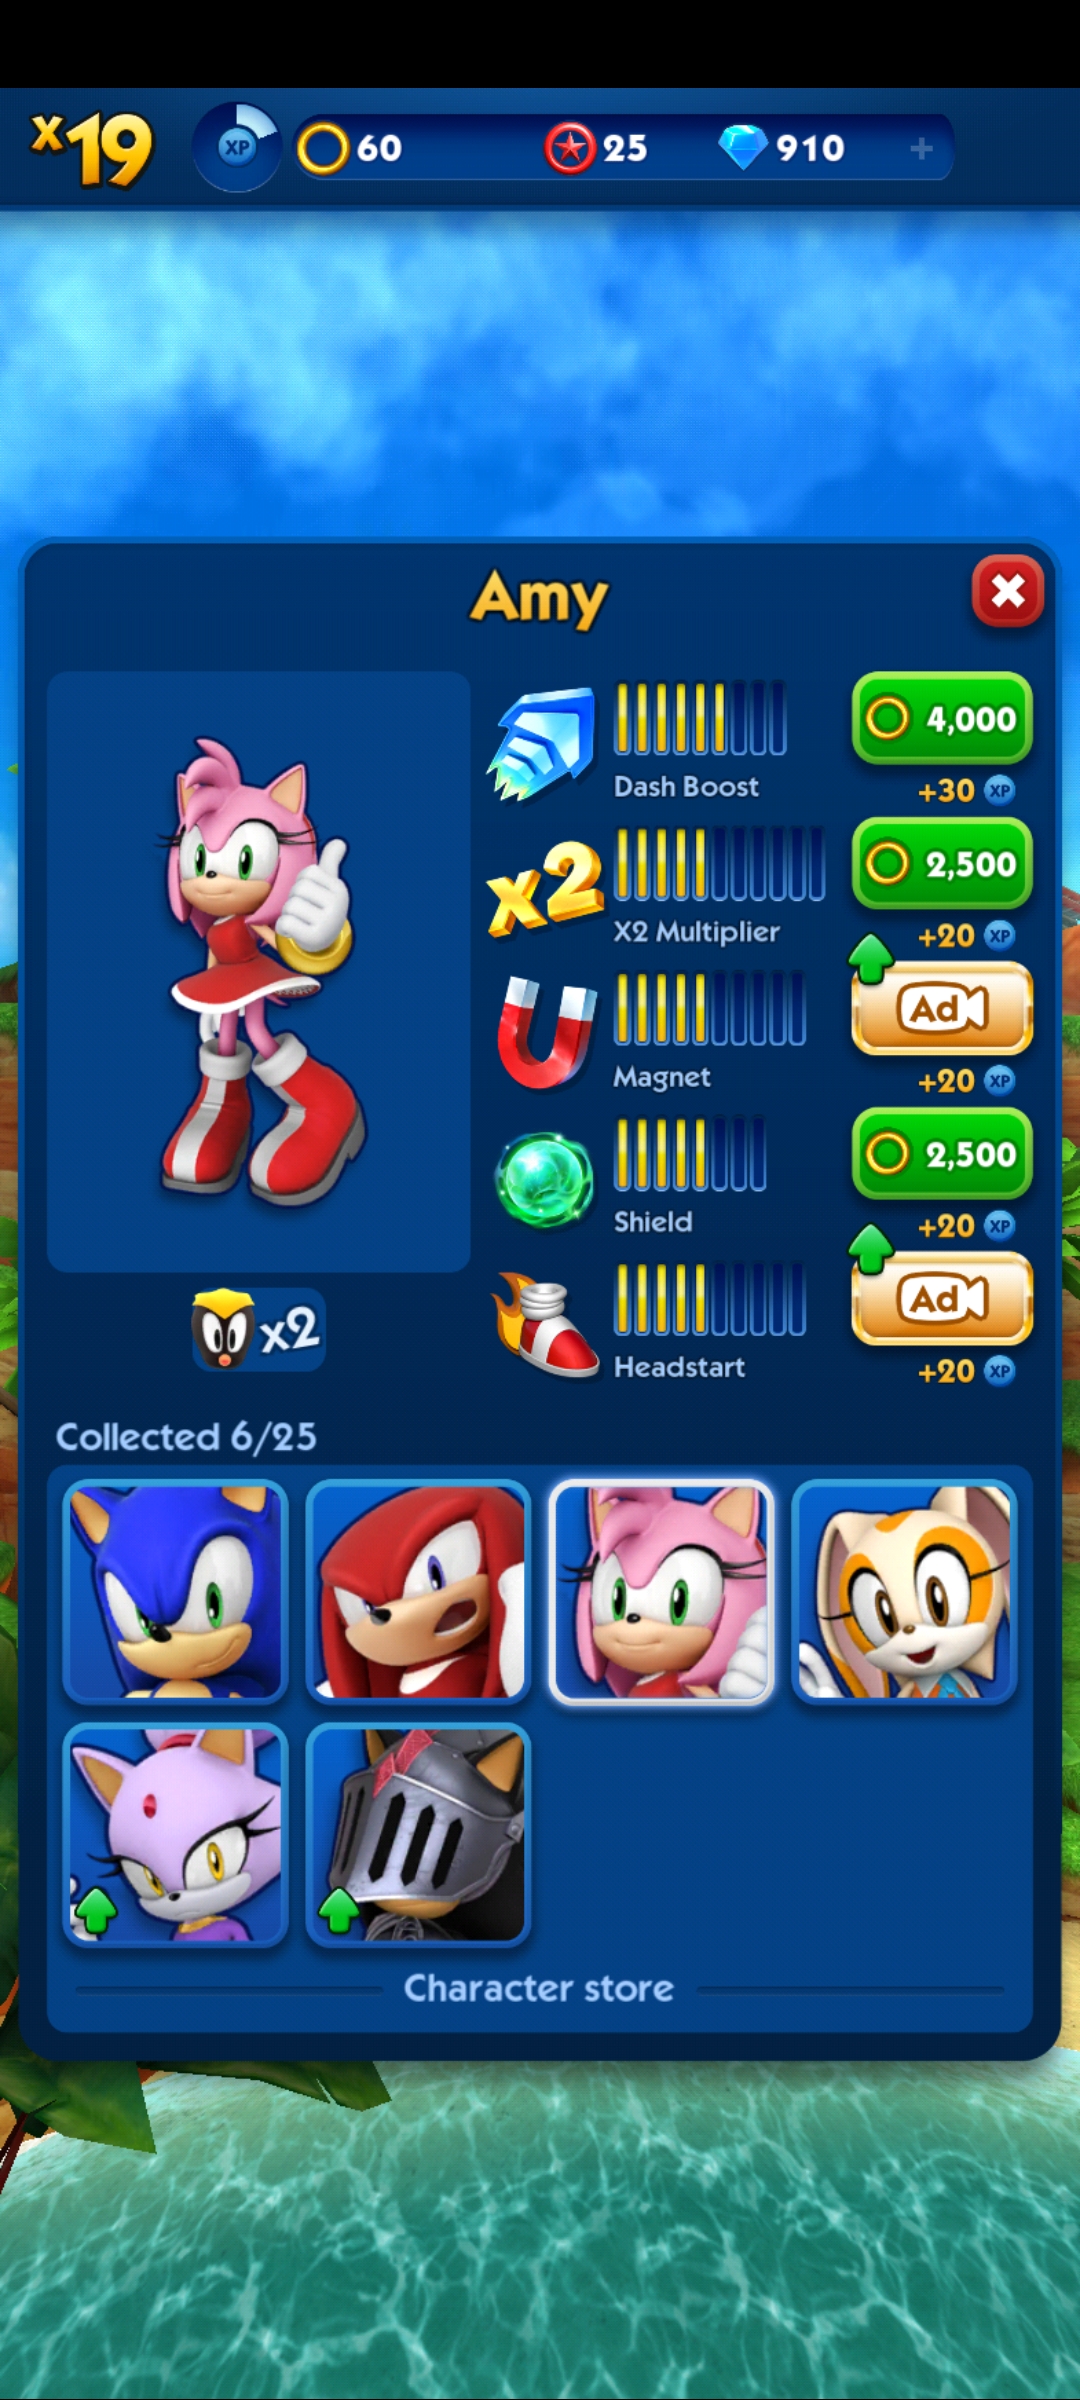 x19
XP
60
25
910
+
Amy
4,000
Dash Boost
+30 XP
x2
2,500
X2 Multiplier
+20 XP
Ad
Magnet
+20 XP
2,500
Shield
+20 XP
Ad
x2
Headstart
+20 XP
Collected 6/25
Character store